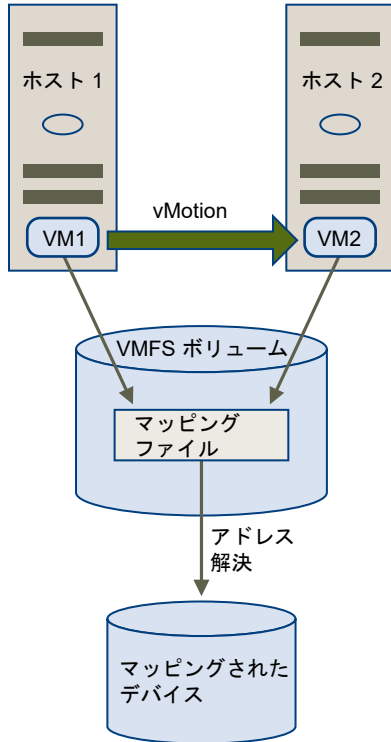 ホスト 1
ホスト 2
vMotion
VM1
VM2
VMFS ボリューム
マッピング
ファイル
アドレス
解決
マッピングされた
デバイス